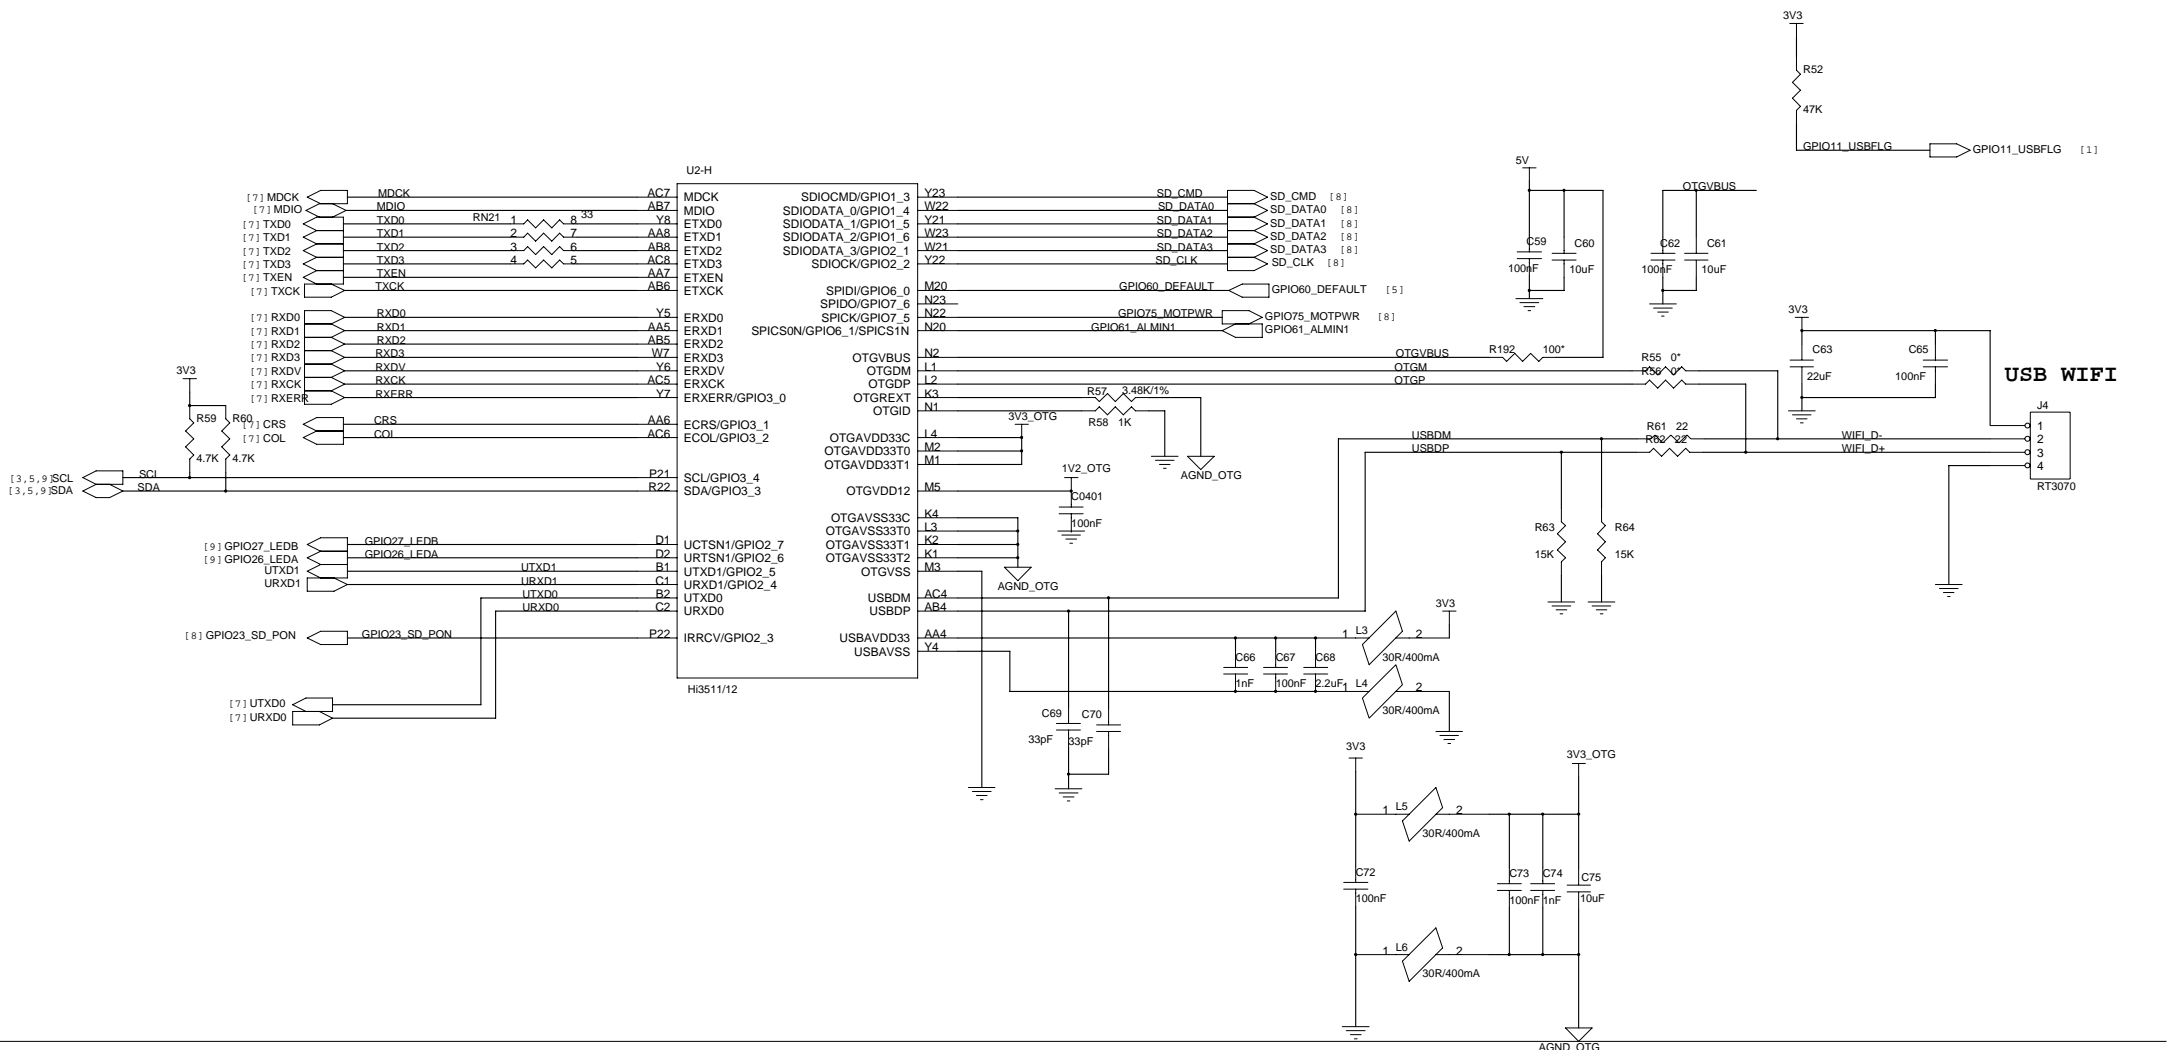 3V3
R52
47K
GPIO11_USBFLG
GPIO11_USBFLG [1]
U2-H
[7] MDCK MDCK AC7 MDCK
[7] MDIO MDIO AB7 MDIO
[7] TXD0 TXD0 RN21 1 8 33 Y8 ETXD0
[7] TXD1 TXD1 2 7 AA8 ETXD1
[7] TXD2 TXD2 3 6 AB8 ETXD2
[7] TXD3 TXD3 4 5 AC8 ETXD3
[7] TXEN TXEN AA7 ETXEN
[7] TXCK TXCK AB6 ETXCK
[7] RXD0 RXD0 Y5 ERXD0
[7] RXD1 RXD1 AA5 ERXD1
[7] RXD2 RXD2 AB5 ERXD2
[7] RXD3 RXD3 W7 ERXD3
[7] RXDV RXDV Y6 ERXDV
[7] RXCK RXCK AC5 ERXCK
[7] RXERR RXERR Y7 ERXERR/GPIO3_0
3V3
R59
4.7K
R60
4.7K
[7] CRS CRS AA6 ECRS/GPIO3_1
[7] COL COL AC6 ECOL/GPIO3_2
[3,5,9] SCL SCL P21 SCL/GPIO3_4
[3,5,9] SDA SDA R22 SDA/GPIO3_3
[9] GPIO27_LEDB GPIO27_LEDB D1 UCTSN1/GPIO2_7
[9] GPIO26_LEDA GPIO26_LEDA D2 URTSN1/GPIO2_6
UTXD1 UTXD1 B1 UTXD1/GPIO2_5
URXD1 URXD1 C1 URXD1/GPIO2_4
UTXD0 B2 UTXD0
URXD0 C2 URXD0
[8] GPIO23_SD_PON GPIO23_SD_PON P22 IRRCV/GPIO2_3
[7] UTXD0
[7] URXD0
Hi3511/12
SDIOCMD/GPIO1_3 Y23 SD_CMD SD_CMD [8]
SDIODATA_0/GPIO1_4 W22 SD_DATA0 SD_DATA0 [8]
SDIODATA_1/GPIO1_5 Y21 SD_DATA1 SD_DATA1 [8]
SDIODATA_2/GPIO1_6 W23 SD_DATA2 SD_DATA2 [8]
SDIODATA_3/GPIO2_1 W21 SD_DATA3 SD_DATA3 [8]
SDIOCK/GPIO2_2 Y22 SD_CLK SD_CLK [8]
SPIDI/GPIO6_0 M20 GPIO60_DEFAULT GPIO60_DEFAULT [5]
SPIDO/GPIO7_6 N23
SPICK/GPIO7_5 N22 GPIO75_MOTPWR GPIO75_MOTPWR [8]
SPICS0N/GPIO6_1/SPICS1N N20 GPIO61_ALMIN1 GPIO61_ALMIN1
OTGVBUS N2 OTGVBUS R192 100*
OTGDM L1 OTGM R55 0*
OTGDP L2 OTGP R56 0*
OTGREXT K3 R57 3.48K/1%
OTGID N1 R58 1K
AGND_OTG
3V3_OTG
OTGAVDD33C L4
OTGAVDD33T0 M2
OTGAVDD33T1 M1
1V2_OTG
OTGVDD12 M5
C0401
100nF
OTGAVSS33C K4
OTGAVSS33T0 L3
OTGAVSS33T1 K2
OTGAVSS33T2 K1
OTGVSS M3
AGND_OTG
USBDM AC4
USBDP AB4
USBAVDD33 AA4
USBAVSS Y4
5V
C59
100nF
C60
10uF
OTGVBUS
C62
100nF
C61
10uF
3V3
C63
22uF
C65
100nF
USB WIFI
J4
1
2
3
4
RT3070
USBDM R61 22 WIFI_D-
USBDP R62 22 WIFI_D+
R63
15K
R64
15K
3V3
1 L3 2
30R/400mA
C66
1nF
C67
100nF
C68
2.2uF
1 L4 2
30R/400mA
C69
33pF
C70
33pF
3V3
3V3_OTG
1 L5 2
30R/400mA
C72
100nF
C73
100nF
C74
1nF
C75
10uF
1 L6 2
30R/400mA
AGND_OTG